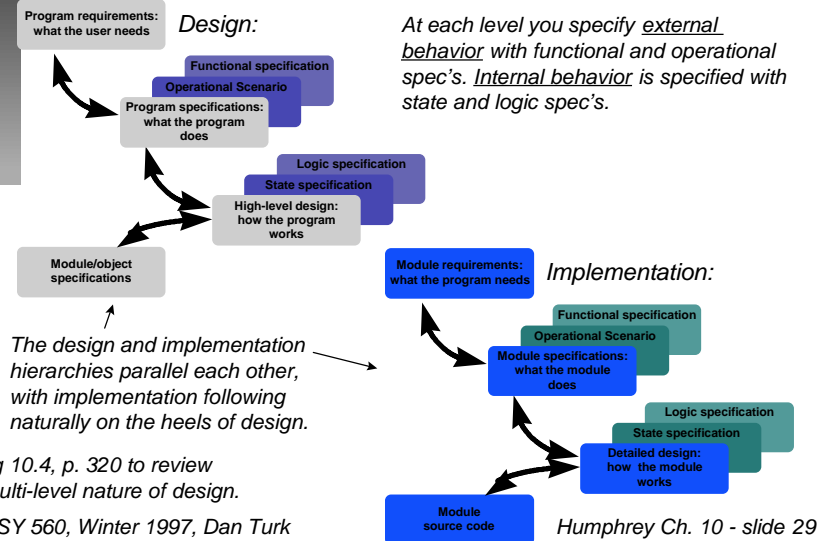 Program requirements:
what the user needs
Design:
At each level you specify external
behavior with functional and operational
spec's. Internal behavior is specified with
state and logic spec's.
Functional specification
Operational Scenario
Program specifications:
what the program
does
Logic specification
State specification
High-level design:
how the program
works
Module/object
specifications
Module requirements:
what the program needs
Implementation:
Functional specification
Operational Scenario
Module specifications:
what the module
does
The design and implementation
hierarchies parallel each other,
with implementation following
naturally on the heels of design.
Logic specification
State specification
Detailed design:
how the module
works
Module
source code
10.4, p. 320 to review
nature of design.
560, Winter 1997, Dan Turk
Humphrey Ch. 10 - slide 29